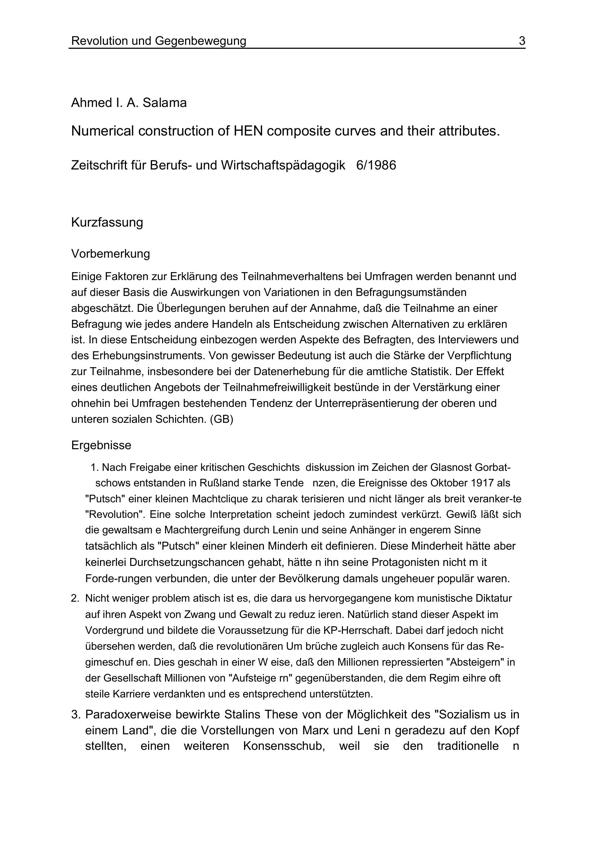 Revolution und Gegenbewegung 3
Ahmed I. A. Salama
Numerical construction of HEN composite curves and their attributes.
Zeitschrift für Berufs- und Wirtschaftspädagogik 6/1986
Kurzfassung
Vorbemerkung
Einige Faktoren zur Erklärung des Teilnahmeverhaltens bei Umfragen werden benannt und
auf dieser Basis die Auswirkungen von Variationen in den Befragungsumständen
abgeschätzt. Die Überlegungen beruhen auf der Annahme, daß die Teilnahme an einer
Befragung wie jedes andere Handeln als Entscheidung zwischen Alternativen zu erklären
ist. In diese Entscheidung einbezogen werden Aspekte des Befragten, des Interviewers und
des Erhebungsinstruments. Von gewisser Bedeutung ist auch die Stärke der Verpflichtung
zur Teilnahme, insbesondere bei der Datenerhebung für die amtliche Statistik. Der Effekt
eines deutlichen Angebots der Teilnahmefreiwilligkeit bestünde in der Verstärkung einer
ohnehin bei Umfragen bestehenden Tendenz der Unterrepräsentierung der oberen und
unteren sozialen Schichten. (GB)
Ergebnisse
1. Nach Freigabe einer kritischen Geschichts diskussion im Zeichen der Glasnost Gorbat-
schows entstanden in Rußland starke Tende nzen, die Ereignisse des Oktober 1917 als
"Putsch" einer kleinen Machtclique zu charak terisieren und nicht länger als breit veranker-te
"Revolution". Eine solche Interpretation scheint jedoch zumindest verkürzt. Gewiß läßt sich
die gewaltsam e Machtergreifung durch Lenin und seine Anhänger in engerem Sinne
tatsächlich als "Putsch" einer kleinen Minderh eit definieren. Diese Minderheit hätte aber
keinerlei Durchsetzungschancen gehabt, hätte n ihn seine Protagonisten nicht m it
Forde-rungen verbunden, die unter der Bevölkerung damals ungeheuer populär waren.
2. Nicht weniger problem atisch ist es, die dara us hervorgegangene kom munistische Diktatur
auf ihren Aspekt von Zwang und Gewalt zu reduz ieren. Natürlich stand dieser Aspekt im
Vordergrund und bildete die Voraussetzung für die KP-Herrschaft. Dabei darf jedoch nicht
übersehen werden, daß die revolutionären Um brüche zugleich auch Konsens für das Re-
gimeschuf en. Dies geschah in einer W eise, daß den Millionen repressierten "Absteigern" in
der Gesellschaft Millionen von "Aufsteige rn" gegenüberstanden, die dem Regim eihre oft
steile Karriere verdankten und es entsprechend unterstützten.
3. Paradoxerweise bewirkte Stalins These von der Möglichkeit des "Sozialism us in
einem Land", die die Vorstellungen von Marx und Leni n geradezu auf den Kopf
stellten, einen weiteren Konsensschub, weil sie den traditionelle n